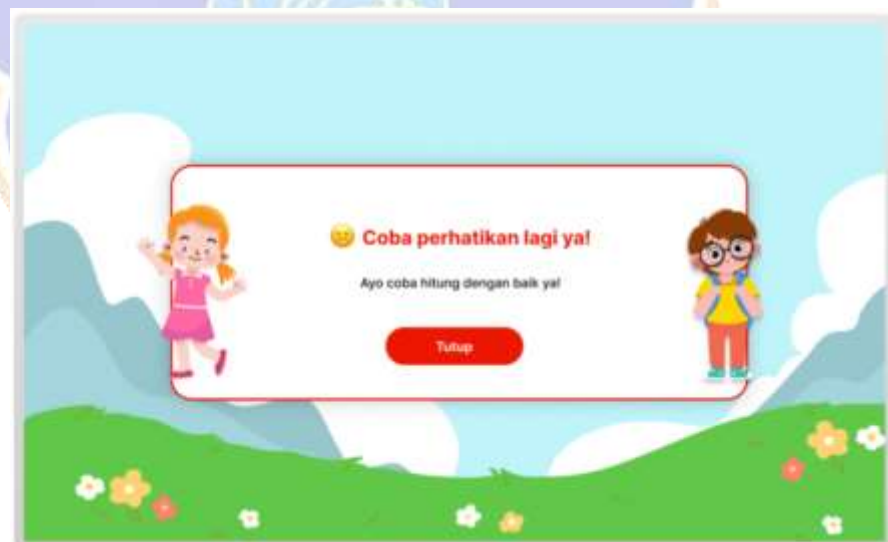 😊 Coba perhatikan lagi ya!
Ayo coba hitung dengan baik ya!
Tutup